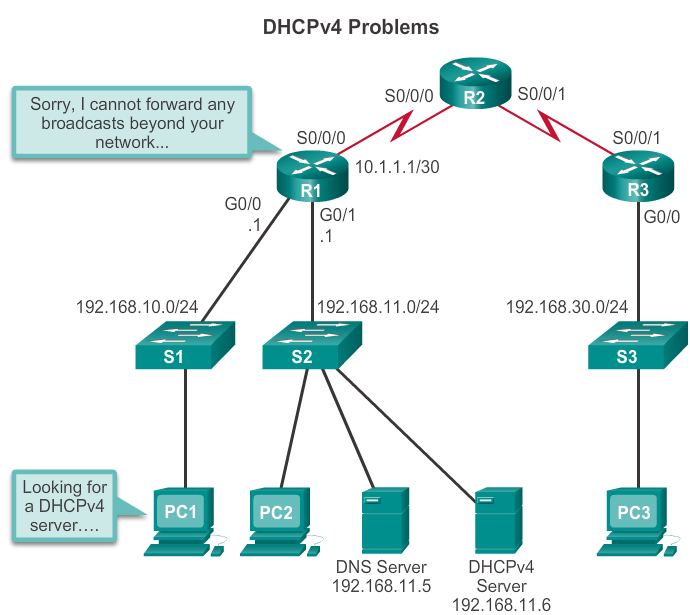 DHCPv4 Problems
Sorry, I cannot forward any
broadcasts beyond your
network...
S0/0/0
R2
S0/0/1
S0/0/0
S0/0/1
10.1.1.1/30
R1
R3
G0/0
.1
G0/1
.1
G0/0
192.168.10.0/24
192.168.11.0/24
192.168.30.0/24
S1
S2
S3
Looking for
a DHCPv4
server....
PC1
PC2
PC3
DNS Server
192.168.11.5
DHCPv4
Server
192.168.11.6